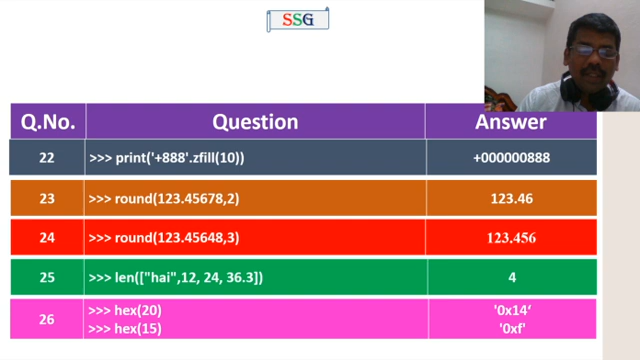 SSG
Q.No. Question Answer
22 >>> print('+888'.zfill(10)) +000000888
23 >>> round(123.45678,2) 123.46
24 >>> round(123.45648,3) 123.456
25 >>> len(["hai",12, 24, 36.3]) 4
26 >>> hex(20) '0x14‘
>>> hex(15) '0xf'